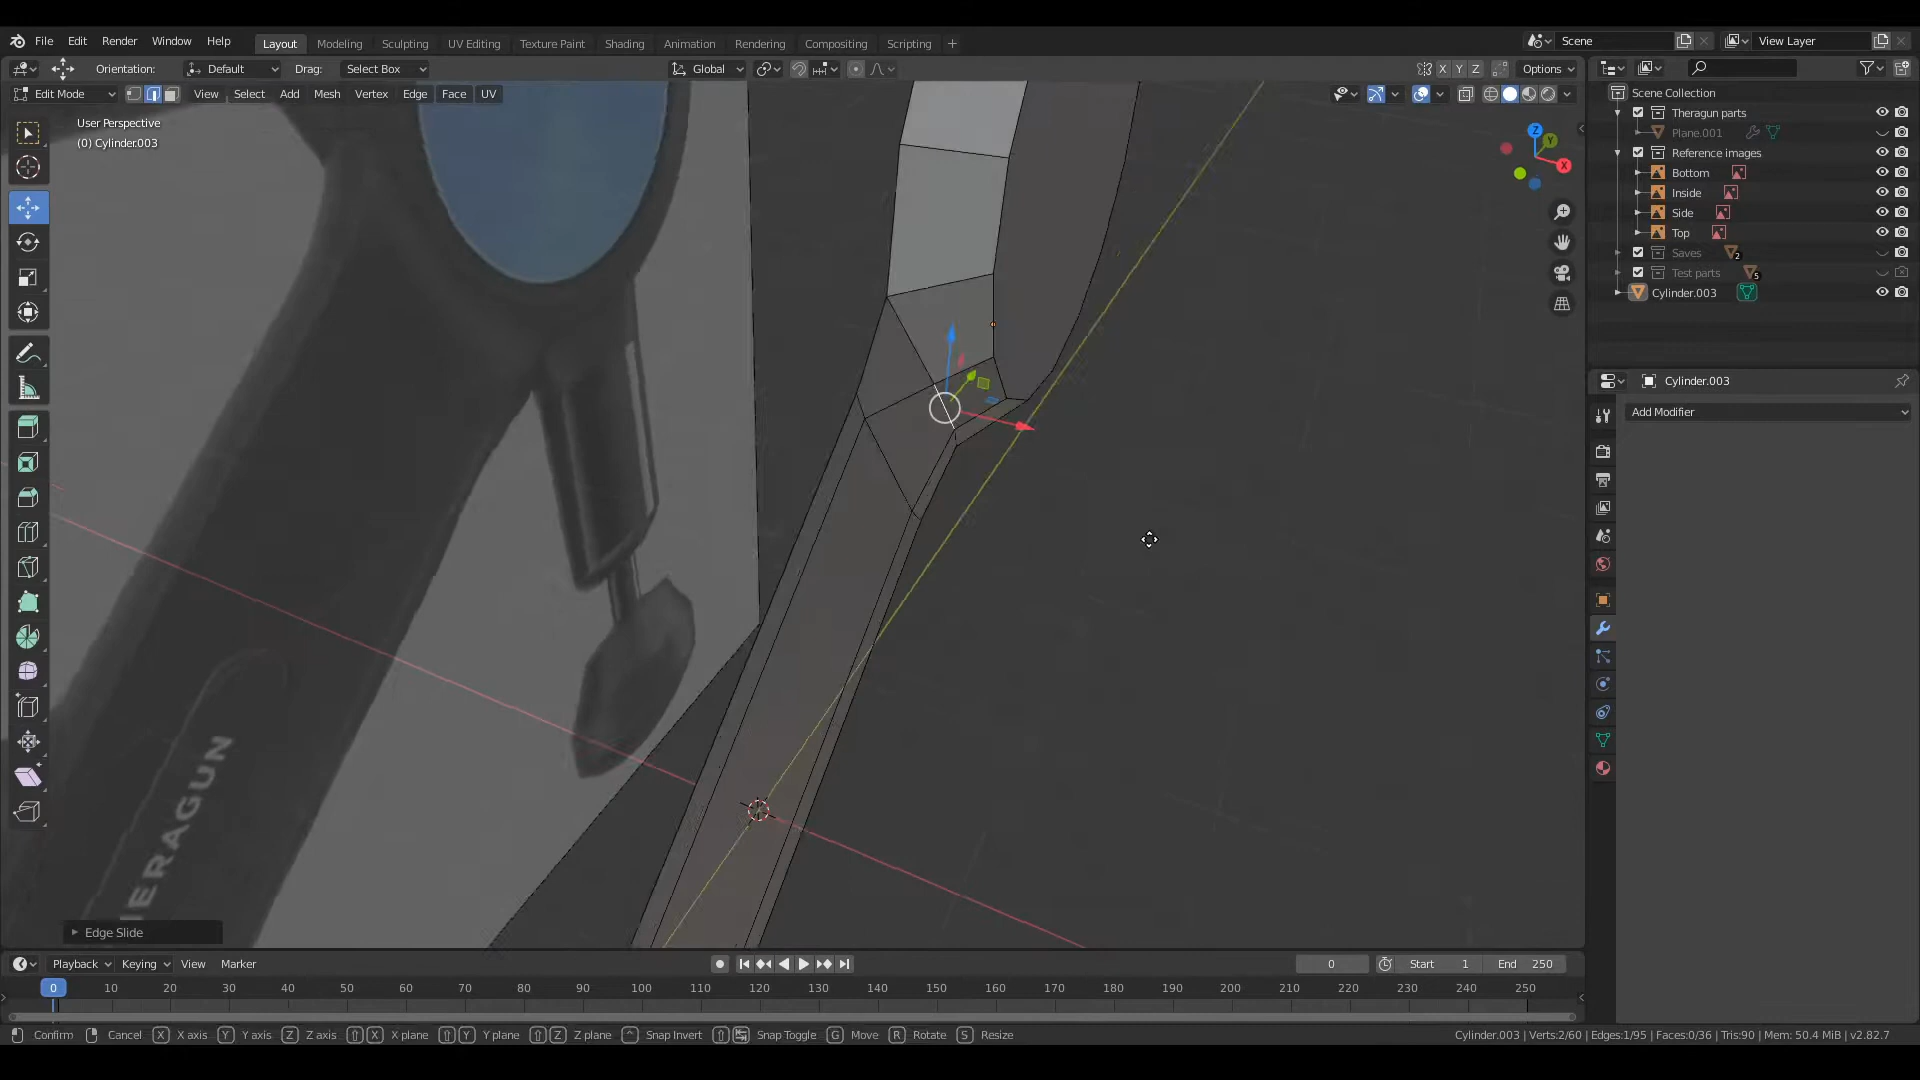 File Edit Render Window Help Layout Modeling Sculpting UV Editing Texture Paint Shading Animation Rendering Compositing Scripting + Scene View Layer
Orientation: Default Drag: Select Box Global X Y Z Options
Edit Mode View Select Add Mesh Vertex Edge Face UV
User Perspective
(0) Cylinder.003
Z
Y
X
Scene Collection
Theragun parts
Plane.001
Reference images
Bottom
Inside
Side
Top
Saves 2
Test parts 5
Cylinder.003
Cylinder.003
Add Modifier
IERAGUN
Edge Slide
Playback Keying View Marker 0 Start 1 End 250
0 10 20 30 40 50 60 70 80 90 100 110 120 130 140 150 160 170 180 190 200 210 220 230 240 250
Confirm Cancel X X axis Y Y axis Z Z axis X X plane Y Y plane Z Z plane ^ Snap Invert Snap Toggle G Move R Rotate S Resize Cylinder.003 | Verts:2/60 | Edges:1/95 | Faces:0/36 | Tris:90 | Mem: 50.4 MiB | v2.82.7